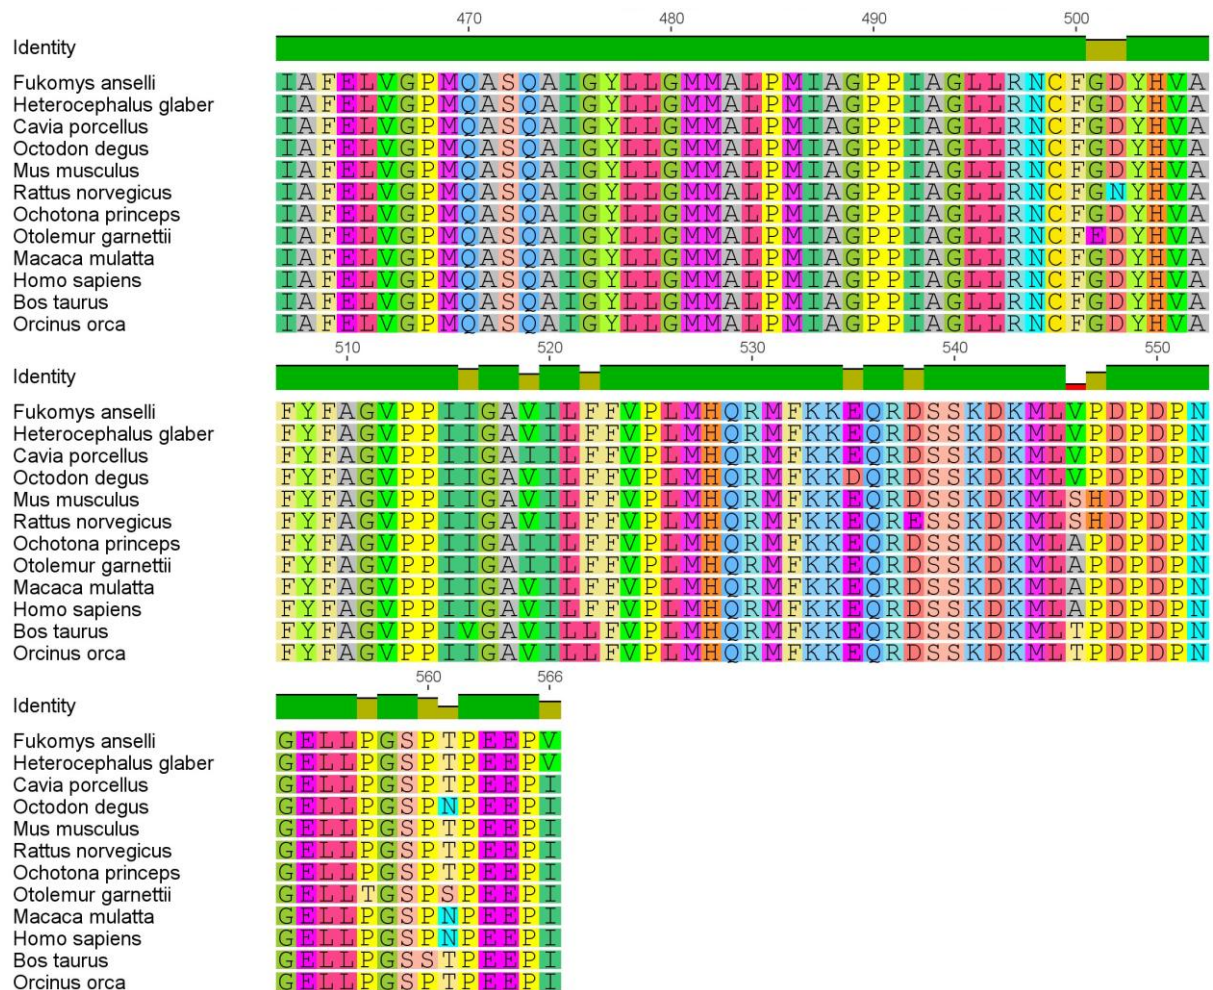 470 480 490 500
Identity
Fukomys anselli IAFELVGPMQASQAIGYLLGMMALPMIAGPPIAGLLRNCFGDYHVA
Heterocephalus glaber IAFELVGPMQASQAIGYLLGMMALPMIAGPPIAGLLRNCFGDYHVA
Cavia porcellus IAFELVGPMQASQAIGYLLGMMALPMIAGPPIAGLLRNCFGDYHVA
Octodon degus IAFELVGPMQASQAIGYLLGMMALPMIAGPPIAGLLRNCFGDYHVA
Mus musculus IAFELVGPMQASQAIGYLLGMMALPMIAGPPIAGLLRNCFGDYHVA
Rattus norvegicus IAFELVGPMQASQAIGYLLGMMALPMIAGPPIAGLLRNCFGNYHVA
Ochotona princeps IAFELVGPMQASQAIGYLLGMMALPMIAGPPIAGLLRNCFGDYHVA
Otolemur garnettii IAFELVGPMQASQAIGYLLGMMALPMIAGPPIAGLLRNCFEDYHVA
Macaca mulatta IAFELVGPMQASQAIGYLLGMMALPMIAGPPIAGLLRNCFGDYHVA
Homo sapiens IAFELVGPMQASQAIGYLLGMMALPMIAGPPIAGLLRNCFGDYHVA
Bos taurus IAFELVGPMQASQAIGYLLGMMALPMIAGPPIAGLLRNCFGDYHVA
Orcinus orca IAFELVGPMQASQAIGYLLGMMALPMIAGPPIAGLLRNCFGDYHVA
510 520 530 540 550
Identity
Fukomys anselli FYFAGVPPIIGAVILFFVPLMHQRMFKKEQRDSSKDKMLVPDPDPN
Heterocephalus glaber FYFAGVPPIIGAVILFFVPLMHQRMFKKEQRDSSKDKMLVPDPDPN
Cavia porcellus FYFAGVPPIIGAIILFFVPLMHQRMFKKEQRDSSKDKMLVPDPDPN
Octodon degus FYFAGVPPIIGAVILFFVPLMHQRMFKKDQRDSSKDKMLVPDPDPN
Mus musculus FYFAGVPPIIGAVILFFVPLMHQRMFKKEQRDSSKDKMLSHDPDPN
Rattus norvegicus FYFAGVPPIIGAVILFFVPLMHQRMFKKEQRESSKDKMLSHDPDPN
Ochotona princeps FYFAGVPPIIGAIILFFVPLMHQRMFKKEQRDSSKDKMLAPDPDPN
Otolemur garnettii FYFAGVPPIIGAIILFFVPLMHQRMFKKEQRDSSKDKMLAPDPDPN
Macaca mulatta FYFAGVPPIIGAVILFFVPLMHQRMFKKEQRDSSKDKMLAPDPDPN
Homo sapiens FYFAGVPPIIGAVILFFVPLMHQRMFKKEQRDSSKDKMLAPDPDPN
Bos taurus FYFAGVPPIVGAVILLFVPLMHQRMFKKEQRDSSKDKMLTPDPDPN
Orcinus orca FYFAGVPPIIGAVILLFVPLMHQRMFKKEQRDSSKDKMLTPDPDPN
560 566
Identity
Fukomys anselli GELLPGSPTPEEPV
Heterocephalus glaber GELLPGSPTPEEPV
Cavia porcellus GELLPGSPTPEEPI
Octodon degus GELLPGSPNPEEPI
Mus musculus GELLPGSPTPEEPI
Rattus norvegicus GELLPGSPTPEEPI
Ochotona princeps GELLPGSPTPEEPI
Otolemur garnettii GELLTGSPSPEEPI
Macaca mulatta GELLPGSPNPEEPI
Homo sapiens GELLPGSPNPEEPI
Bos taurus GELLPGSSTPEEPI
Orcinus orca GELLPGSPTPEEPI